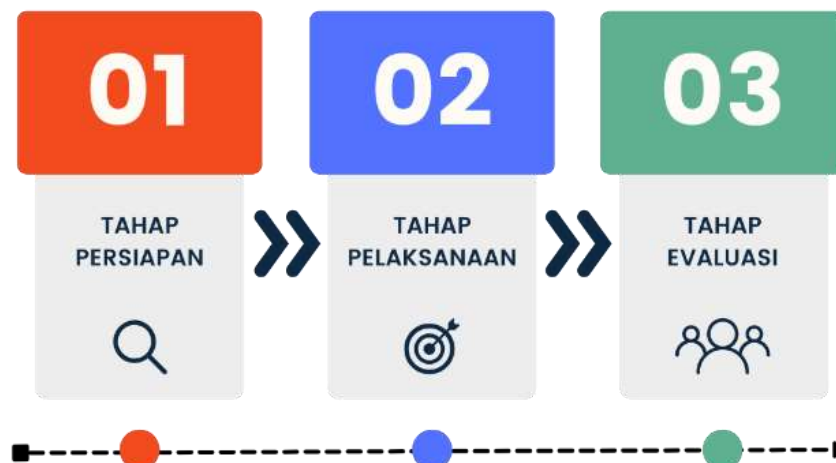 01
TAHAP
PERSIAPAN
02
TAHAP
PELAKSANAAN
03
TAHAP
EVALUASI